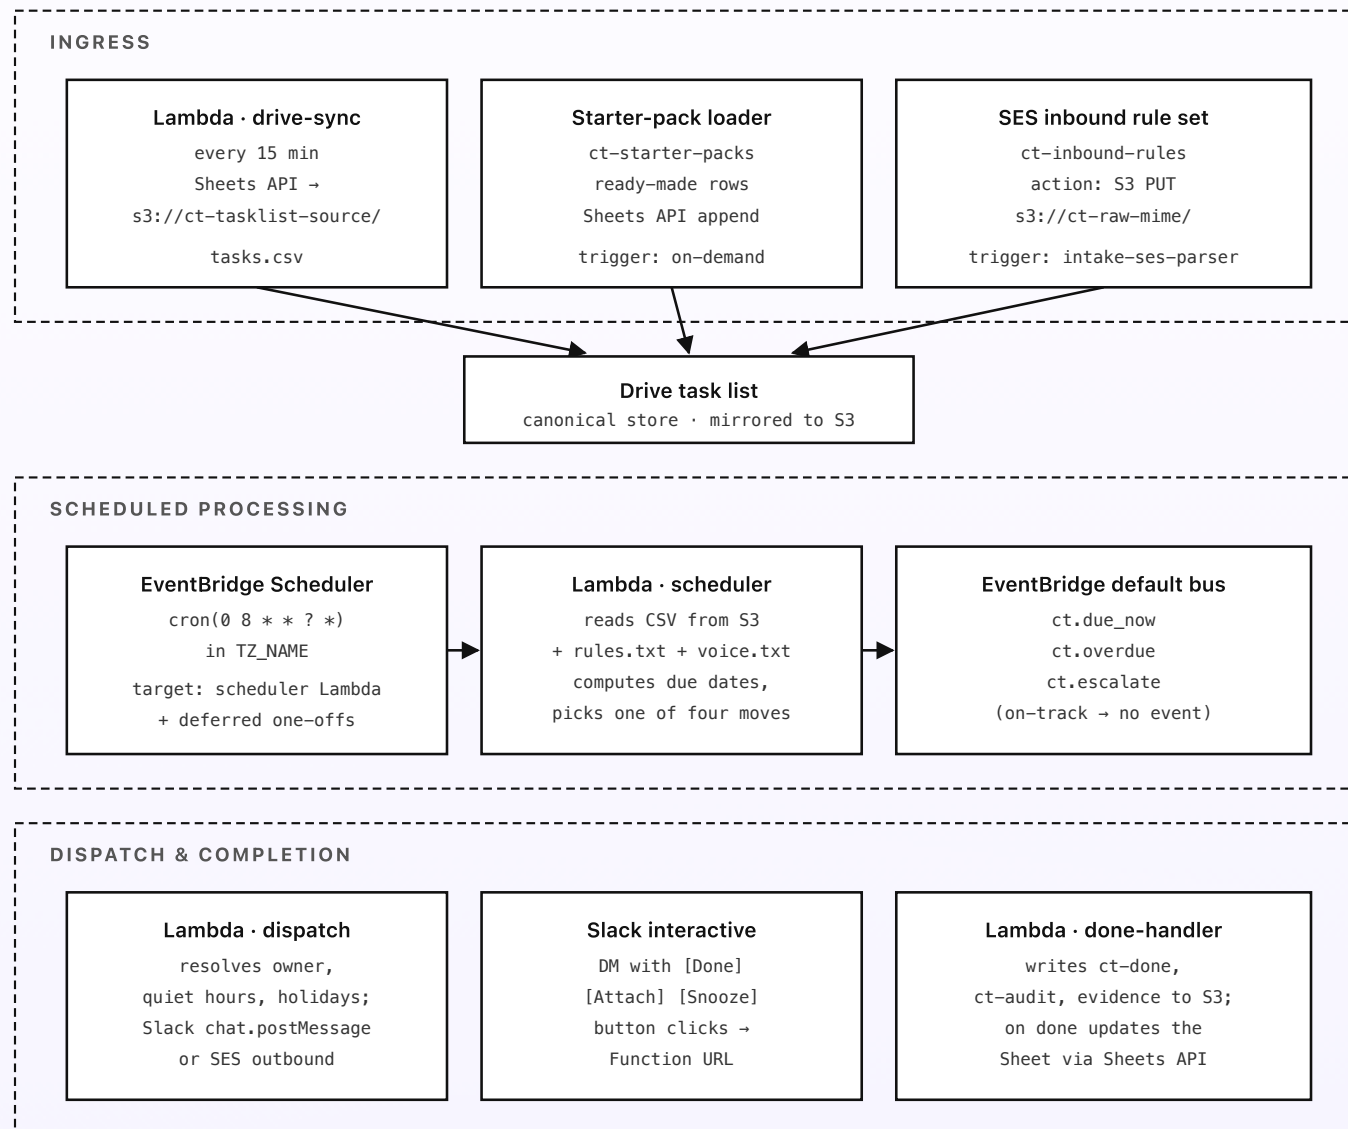 INGRESS
Lambda · drive-sync
every 15 min
Sheets API →
s3://ct-tasklist-source/
tasks.csv
Starter-pack loader
ct-starter-packs
ready-made rows
Sheets API append
trigger: on-demand
SES inbound rule set
ct-inbound-rules
action: S3 PUT
s3://ct-raw-mime/
trigger: intake-ses-parser
Drive task list
canonical store · mirrored to S3
SCHEDULED PROCESSING
EventBridge Scheduler
cron(0 8 * * ? *)
in TZ_NAME
target: scheduler Lambda
+ deferred one-offs
Lambda · scheduler
reads CSV from S3
+ rules.txt + voice.txt
computes due dates,
picks one of four moves
EventBridge default bus
ct.due_now
ct.overdue
ct.escalate
(on-track → no event)
DISPATCH & COMPLETION
Lambda · dispatch
resolves owner,
quiet hours, holidays;
Slack chat.postMessage
or SES outbound
Slack interactive
DM with [Done]
[Attach] [Snooze]
button clicks →
Function URL
Lambda · done-handler
writes ct-done,
ct-audit, evidence to S3;
on done updates the
Sheet via Sheets API